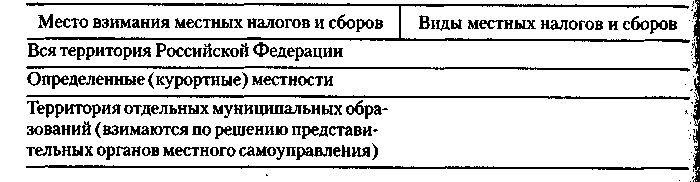 Место взимания местных налогов и сборов Виды местных налогов и сборов
Вся территория Российской Федерации
Определенные (курортные) местности
Территория отдельных муниципальных обра-
зований (взимаются по решению представи-
тельных органов местного самоуправления)